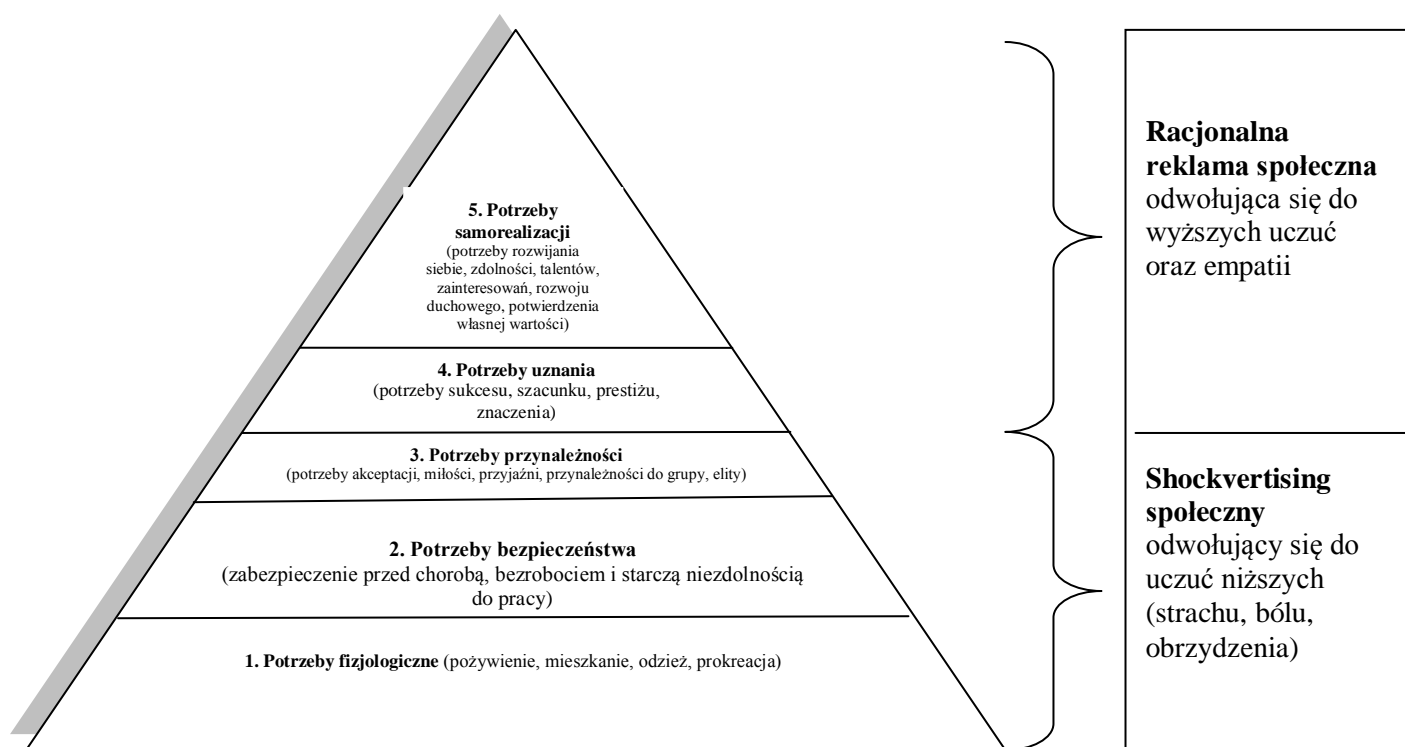 5. Potrzeby
samorealizacji
(potrzeby rozwijania
siebie, zdolności, talentów,
zainteresowań, rozwoju
duchowego, potwierdzenia
własnej wartości)
4. Potrzeby uznania
(potrzeby sukcesu, szacunku, prestiżu,
znaczenia)
3. Potrzeby przynależności
(potrzeby akceptacji, miłości, przyjaźni, przynależności do grupy, elity)
2. Potrzeby bezpieczeństwa
(zabezpieczenie przed chorobą, bezrobociem i starczą niezdolnością
do pracy)
1. Potrzeby fizjologiczne (pożywienie, mieszkanie, odzież, prokreacja)
Racjonalna
reklama społeczna
odwołująca się do
wyższych uczuć
oraz empatii
Shockvertising
społeczny
odwołujący się do
uczuć niższych
(strachu, bólu,
obrzydzenia)